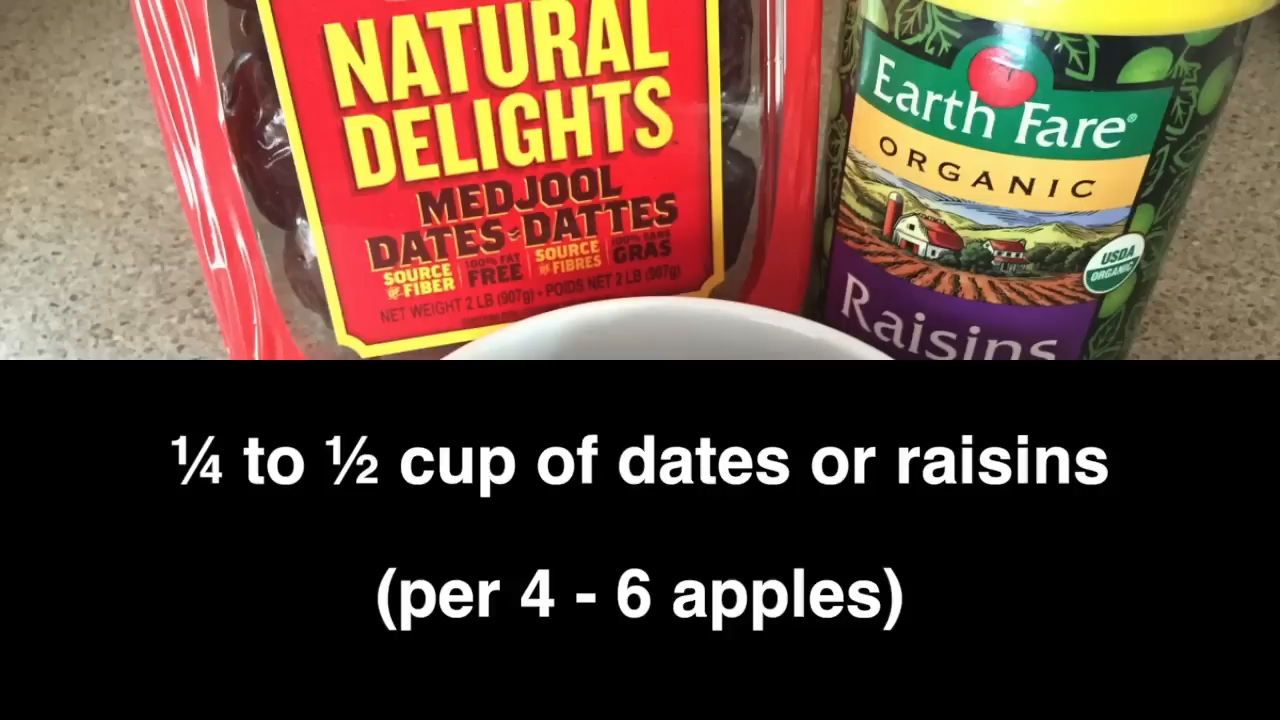 NATURAL
DELIGHTS
MEDJOOL
DATES DATTES
SOURCE OF FIBER
100% FAT FREE
SOURCE OF FIBRES
GRAS
NET WEIGHT 2 LB (907g) • POIDS NET 2 LB (907g)
Earth Fare®
ORGANIC
USDA
ORGANIC
Raisins
¼ to ½ cup of dates or raisins
(per 4 - 6 apples)